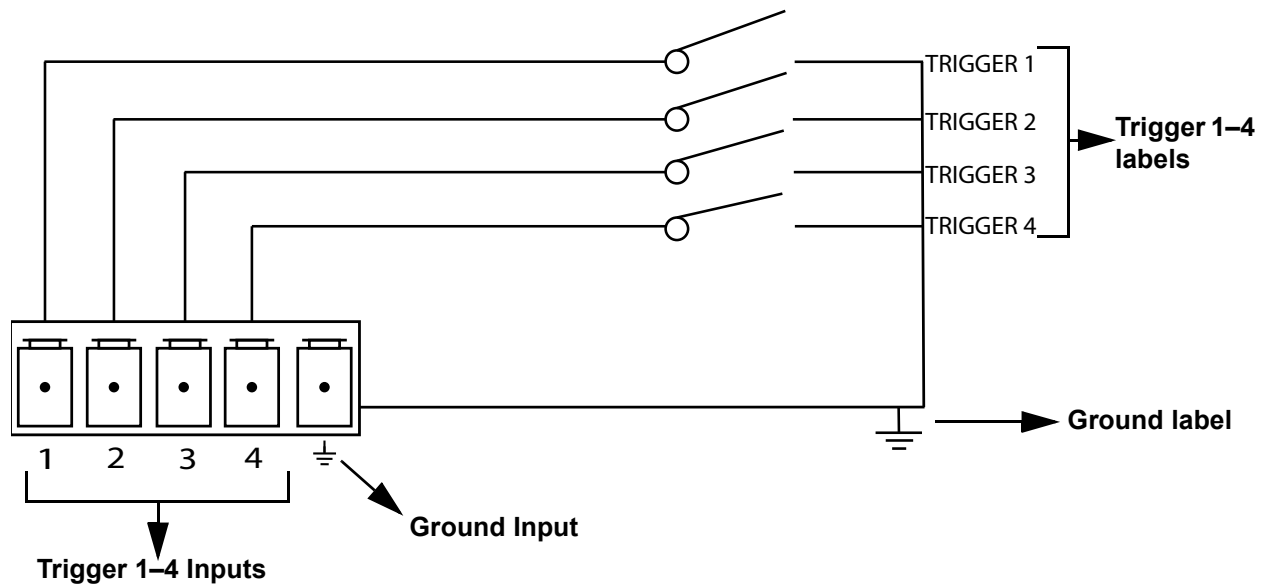 TRIGGER 1
TRIGGER 2
TRIGGER 3
TRIGGER 4
Trigger 1–4
labels
Ground label
1 2 3 4
Ground Input
Trigger 1–4 Inputs